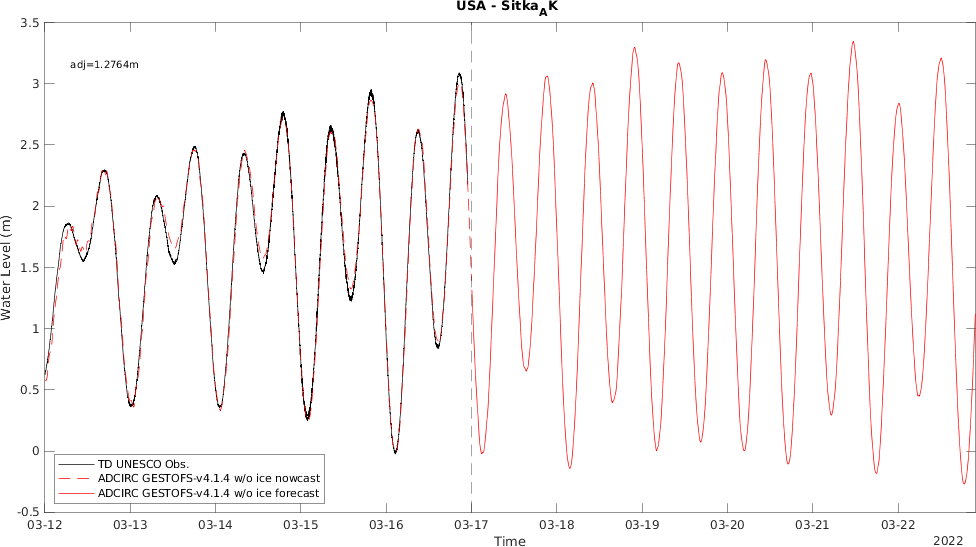 USA - Sitka_AK
adj=1.2764m
3.5
3
2.5
2
1.5
1
0.5
0
-0.5
Water Level (m)
TD UNESCO Obs.
ADCIRC GESTOFS-v4.1.4 w/o ice nowcast
ADCIRC GESTOFS-v4.1.4 w/o ice forecast
03-12 03-13 03-14 03-15 03-16 03-17 03-18 03-19 03-20 03-21 03-22
Time
2022